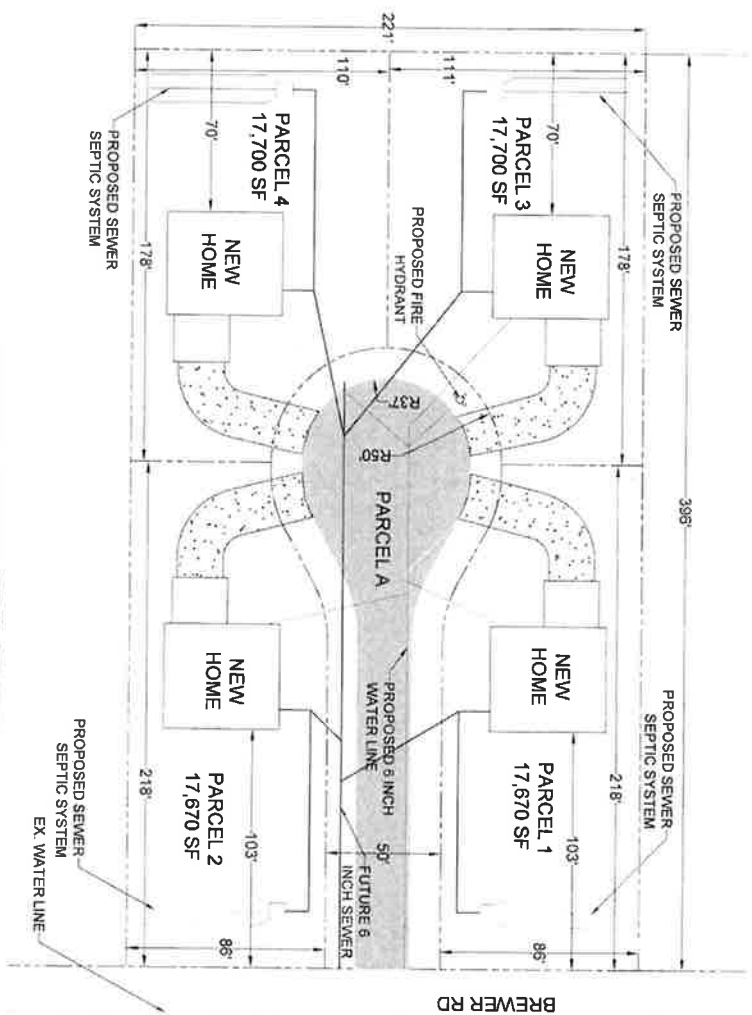 221'
110'
111'
PROPOSED SEWER
SEPTIC SYSTEM
70'
PARCEL 4
17,700 SF
PARCEL 3
17,700 SF
70'
PROPOSED SEWER
SEPTIC SYSTEM
178'
NEW
HOME
PROPOSED FIRE
HYDRANT
NEW
HOME
178'
R37'
R50'
PARCEL A
396'
NEW
HOME
PROPOSED 6 INCH
WATER LINE
NEW
HOME
218'
PROPOSED SEWER
SEPTIC SYSTEM
PARCEL 2
17,670 SF
103'
FUTURE 6
INCH SEWER
50'
PARCEL 1
17,670 SF
103'
218'
PROPOSED SEWER
SEPTIC SYSTEM
EX. WATER LINE
86'
86'
BREWER RD